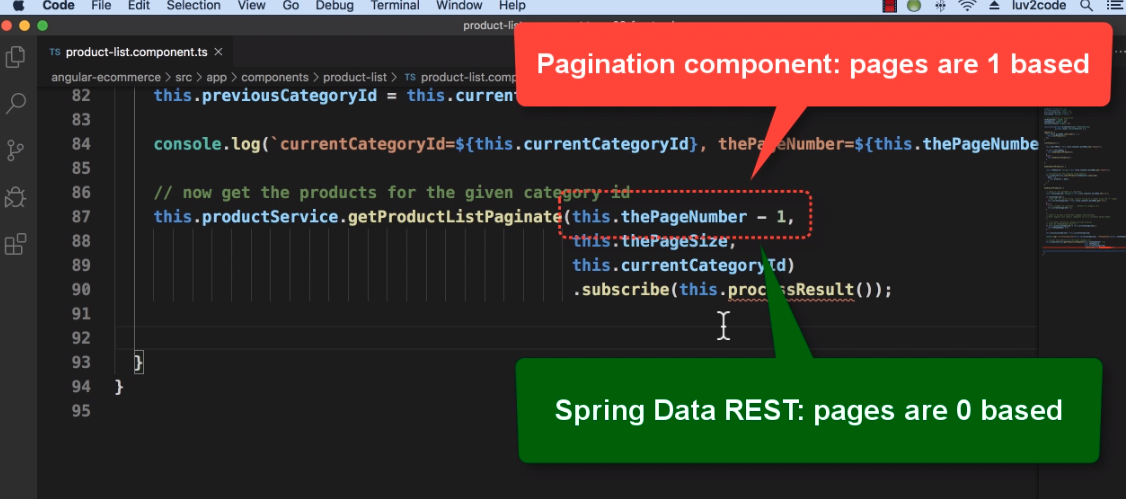 Code File Edit Selection View Go Debug Terminal Window Help luv2code
product-list
TS product-list.component.ts ×
angular-ecommerce > src > app > components > product-list > TS product-list.comp
Pagination component: pages are 1 based
82 this.previousCategoryId = this.current
83
84 console.log(`currentCategoryId=${this.currentCategoryId}, thePageNumber=${this.thePageNumbe
85
86 // now get the products for the given category id
87 this.productService.getProductListPaginate(this.thePageNumber - 1,
88 this.thePageSize,
89 this.currentCategoryId)
90 .subscribe(this.processResult());
91
92
93 }
94 }
95
Spring Data REST: pages are 0 based